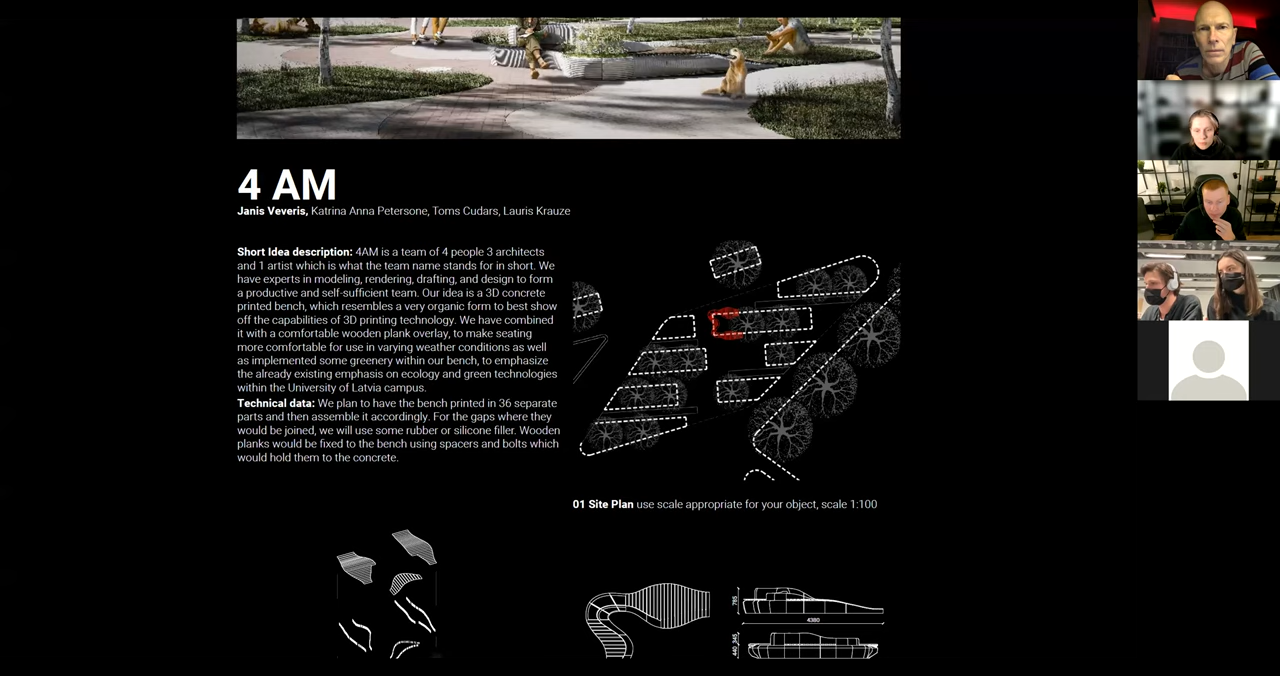 4 AM
Janis Veveris, Katrina Anna Petersone, Toms Cudars, Lauris Krauze
Short Idea description: 4AM is a team of 4 people 3 architects
and 1 artist which is what the team name stands for in short. We
have experts in modeling, rendering, drafting, and design to form
a productive and self-sufficient team. Our idea is a 3D concrete
printed bench, which resembles a very organic form to best show
off the capabilities of 3D printing technology. We have combined
it with a comfortable wooden plank overlay, to make seating
more comfortable for use in varying weather conditions as well
as implemented some greenery within our bench, to emphasize
the already existing emphasis on ecology and green technologies
within the University of Latvia campus.
Technical data: We plan to have the bench printed in 36 separate
parts and then assemble it accordingly. For the gaps where they
would be joined, we will use some rubber or silicone filler. Wooden
planks would be fixed to the bench using spacers and bolts which
would hold them to the concrete.
01 Site Plan use scale appropriate for your object, scale 1:100
785
4380
345
440